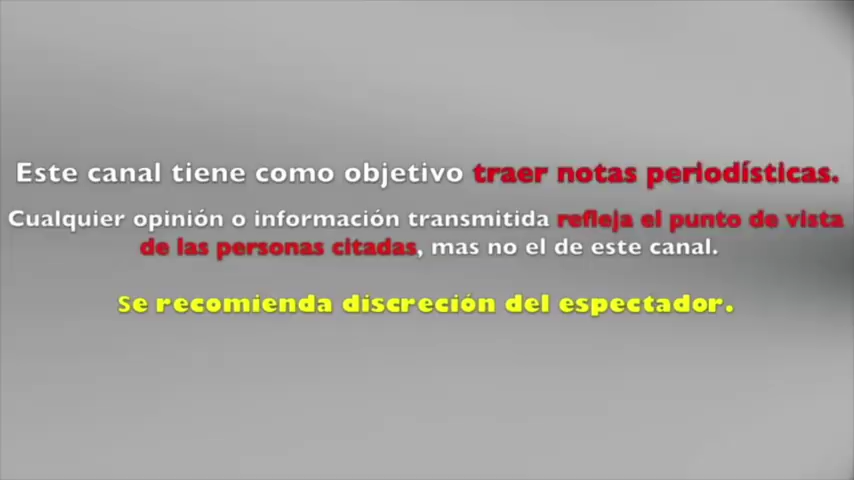 Este canal tiene como objetivo traer notas periodísticas.
Cualquier opinión o información transmitida refleja el punto de vista
de las personas citadas, mas no el de este canal.
Se recomienda discreción del espectador.